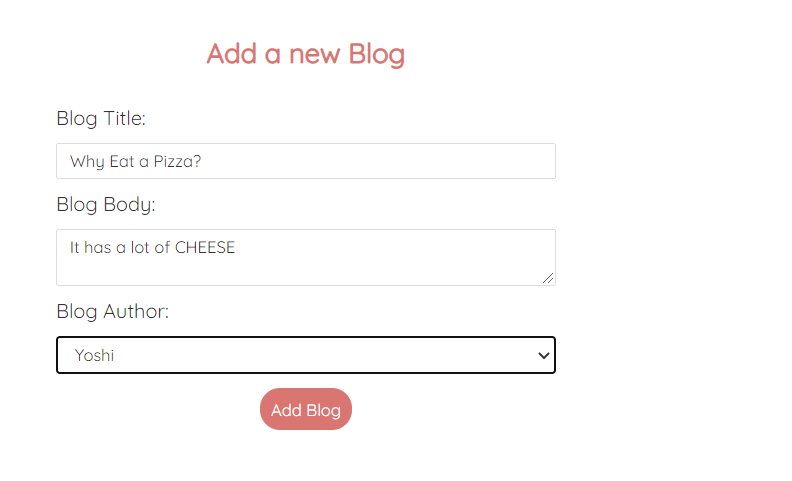 Add a new Blog
Blog Title:
Why Eat a Pizza?
Blog Body:
It has a lot of CHEESE
Blog Author:
Yoshi
Add Blog